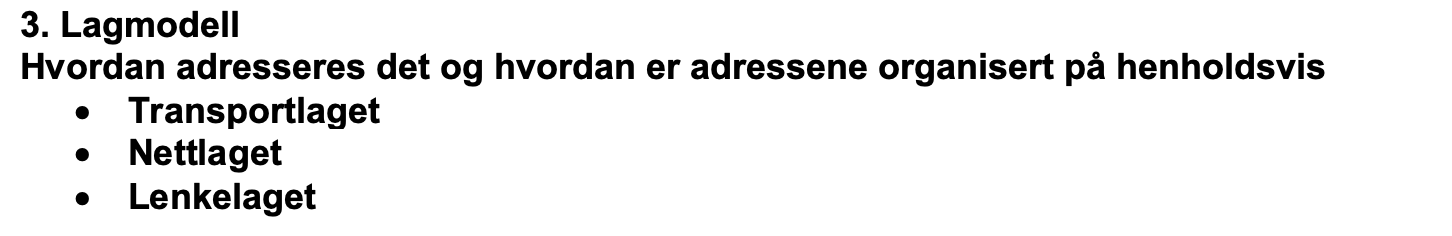 3. Lagmodell
Hvordan adresseres det og hvordan er adressene organisert på henholdsvis
• Transportlaget
• Nettlaget
• Lenkelaget